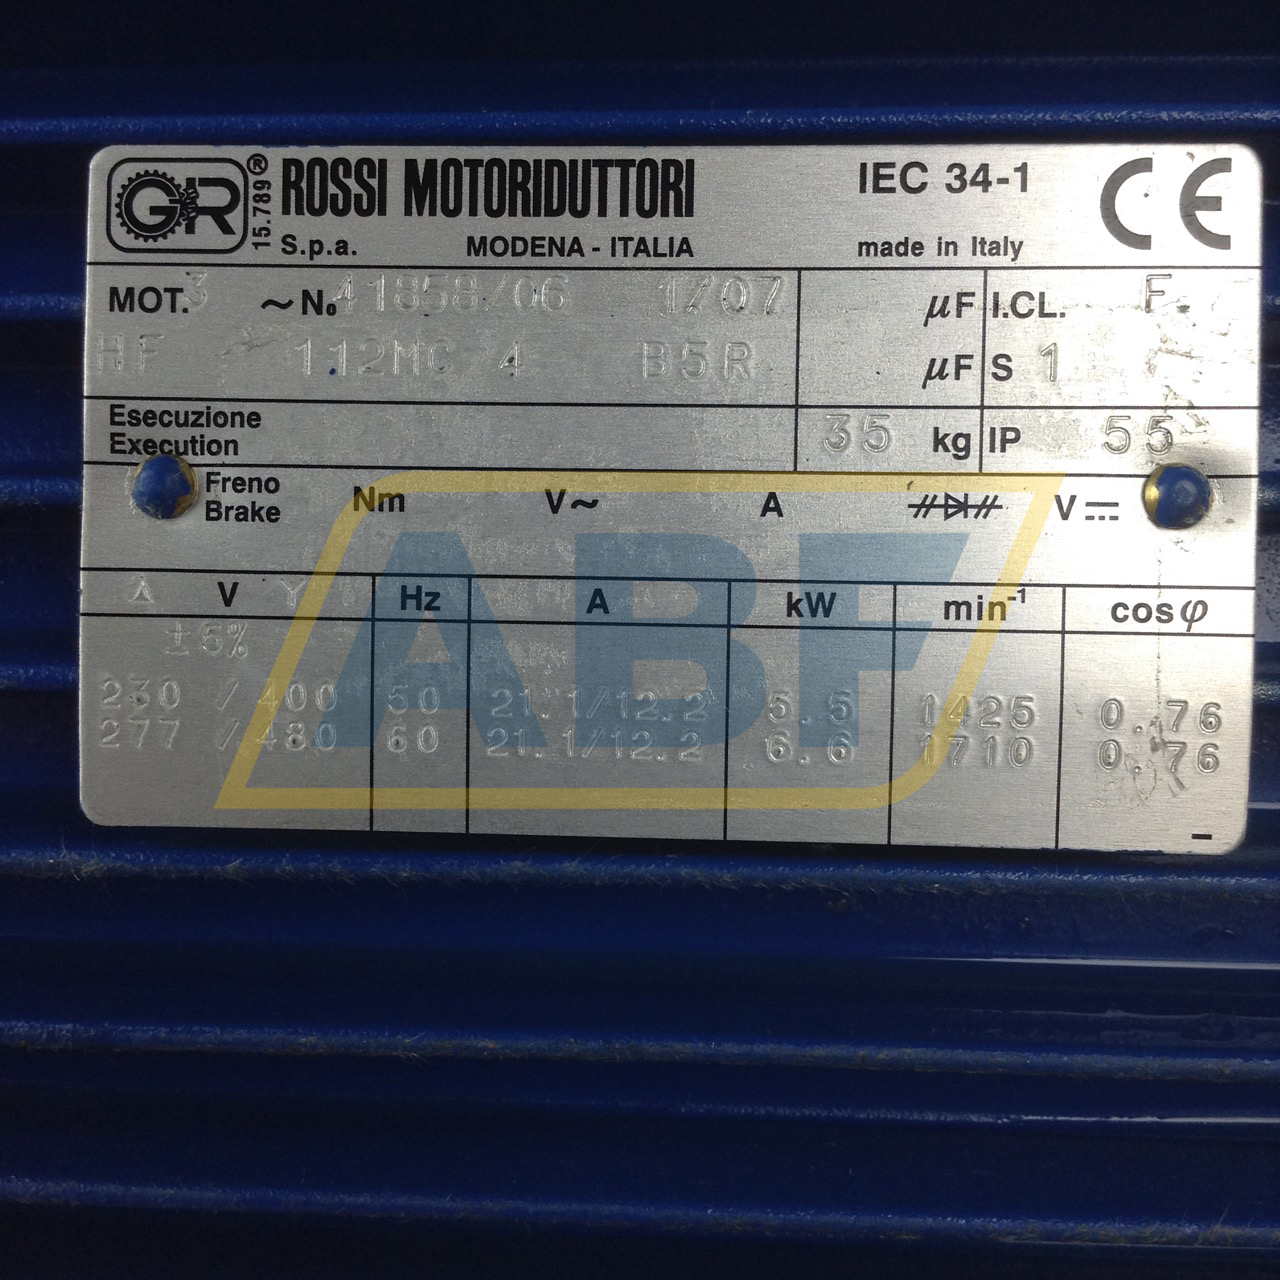 GR ® ROSSI MOTORIDUTTORI IEC 34-1 CE
15.789 S.p.a. MODENA - ITALIA made in Italy
MOT. 3 ~ No 41858/06 1/07 µF I.CL. F
HF 112MC 4 B5R µF S 1
Esecuzione
Execution 35 kg IP 55
Freno
Brake Nm V~ A V
Δ V Y Hz A kW min-1 cosφ
±5%
230 / 400 50 21.1/12.2 5.5 1425 0.76
277 / 480 60 21.1/12.2 6.6 1710 0.76
ABF